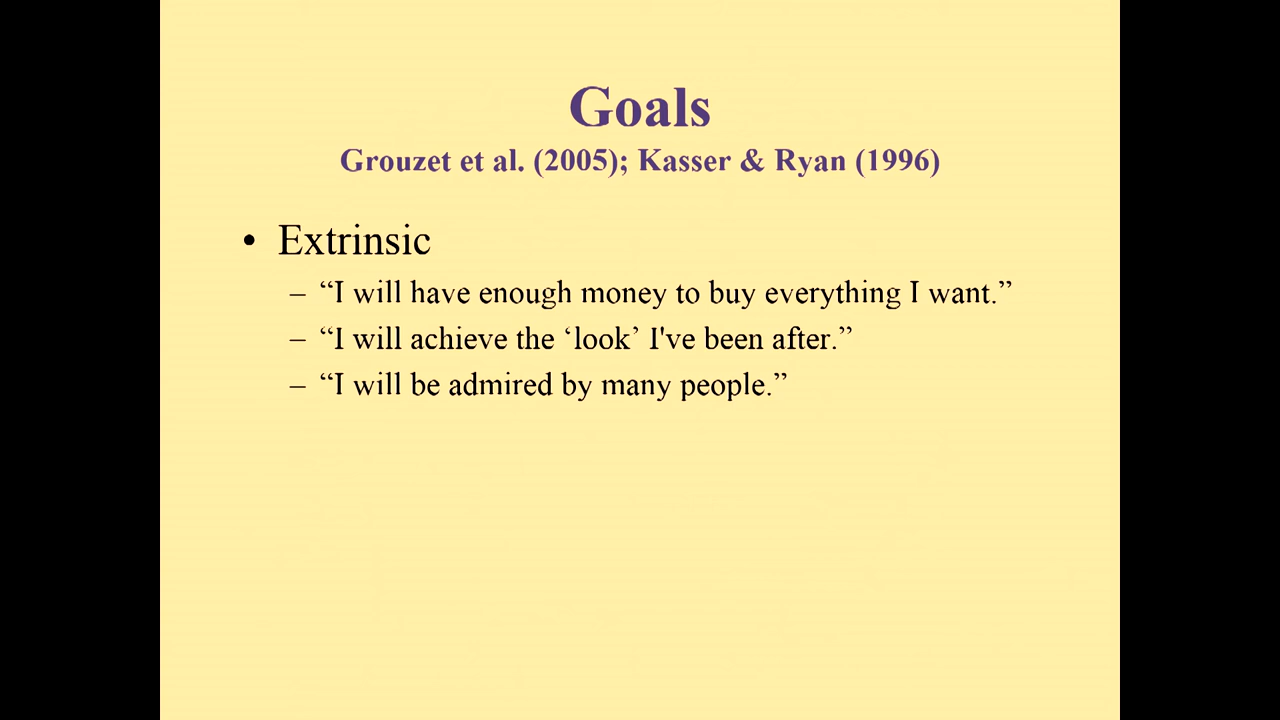 Goals
Grouzet et al. (2005); Kasser & Ryan (1996)
• Extrinsic
– “I will have enough money to buy everything I want.”
– “I will achieve the ‘look’ I've been after.”
– “I will be admired by many people.”